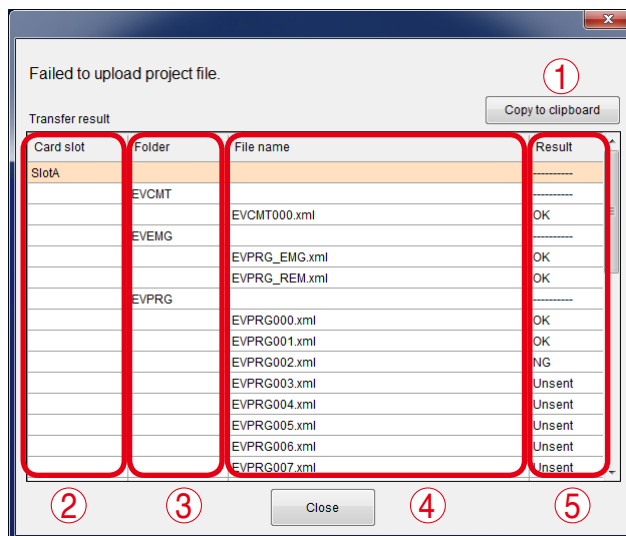 x
Failed to upload project file.
①
Transfer result Copy to clipboard
Card slot Folder File name Result
SlotA ----------
EVCMT ----------
EVCMT000.xml OK
EVEMG ----------
EVPRG_EMG.xml OK
EVPRG_REM.xml OK
EVPRG ----------
EVPRG000.xml OK
EVPRG001.xml OK
EVPRG002.xml NG
EVPRG003.xml Unsent
EVPRG004.xml Unsent
EVPRG005.xml Unsent
EVPRG006.xml Unsent
EVPRG007.xml Unsent
② ③ Close ④ ⑤